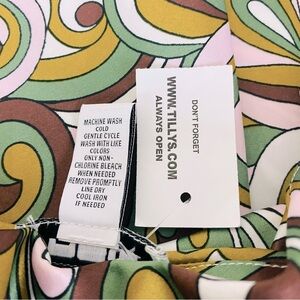 MACHINE WASH
COLD
GENTLE CYCLE
WASH WITH LIKE
COLORS
ONLY NON-
CHLORINE BLEACH
WHEN NEEDED
REMOVE PROMPTLY
LINE DRY
COOL IRON
IF NEEDED
DON'T FORGET
WWW.TILLYS.COM
ALWAYS OPEN